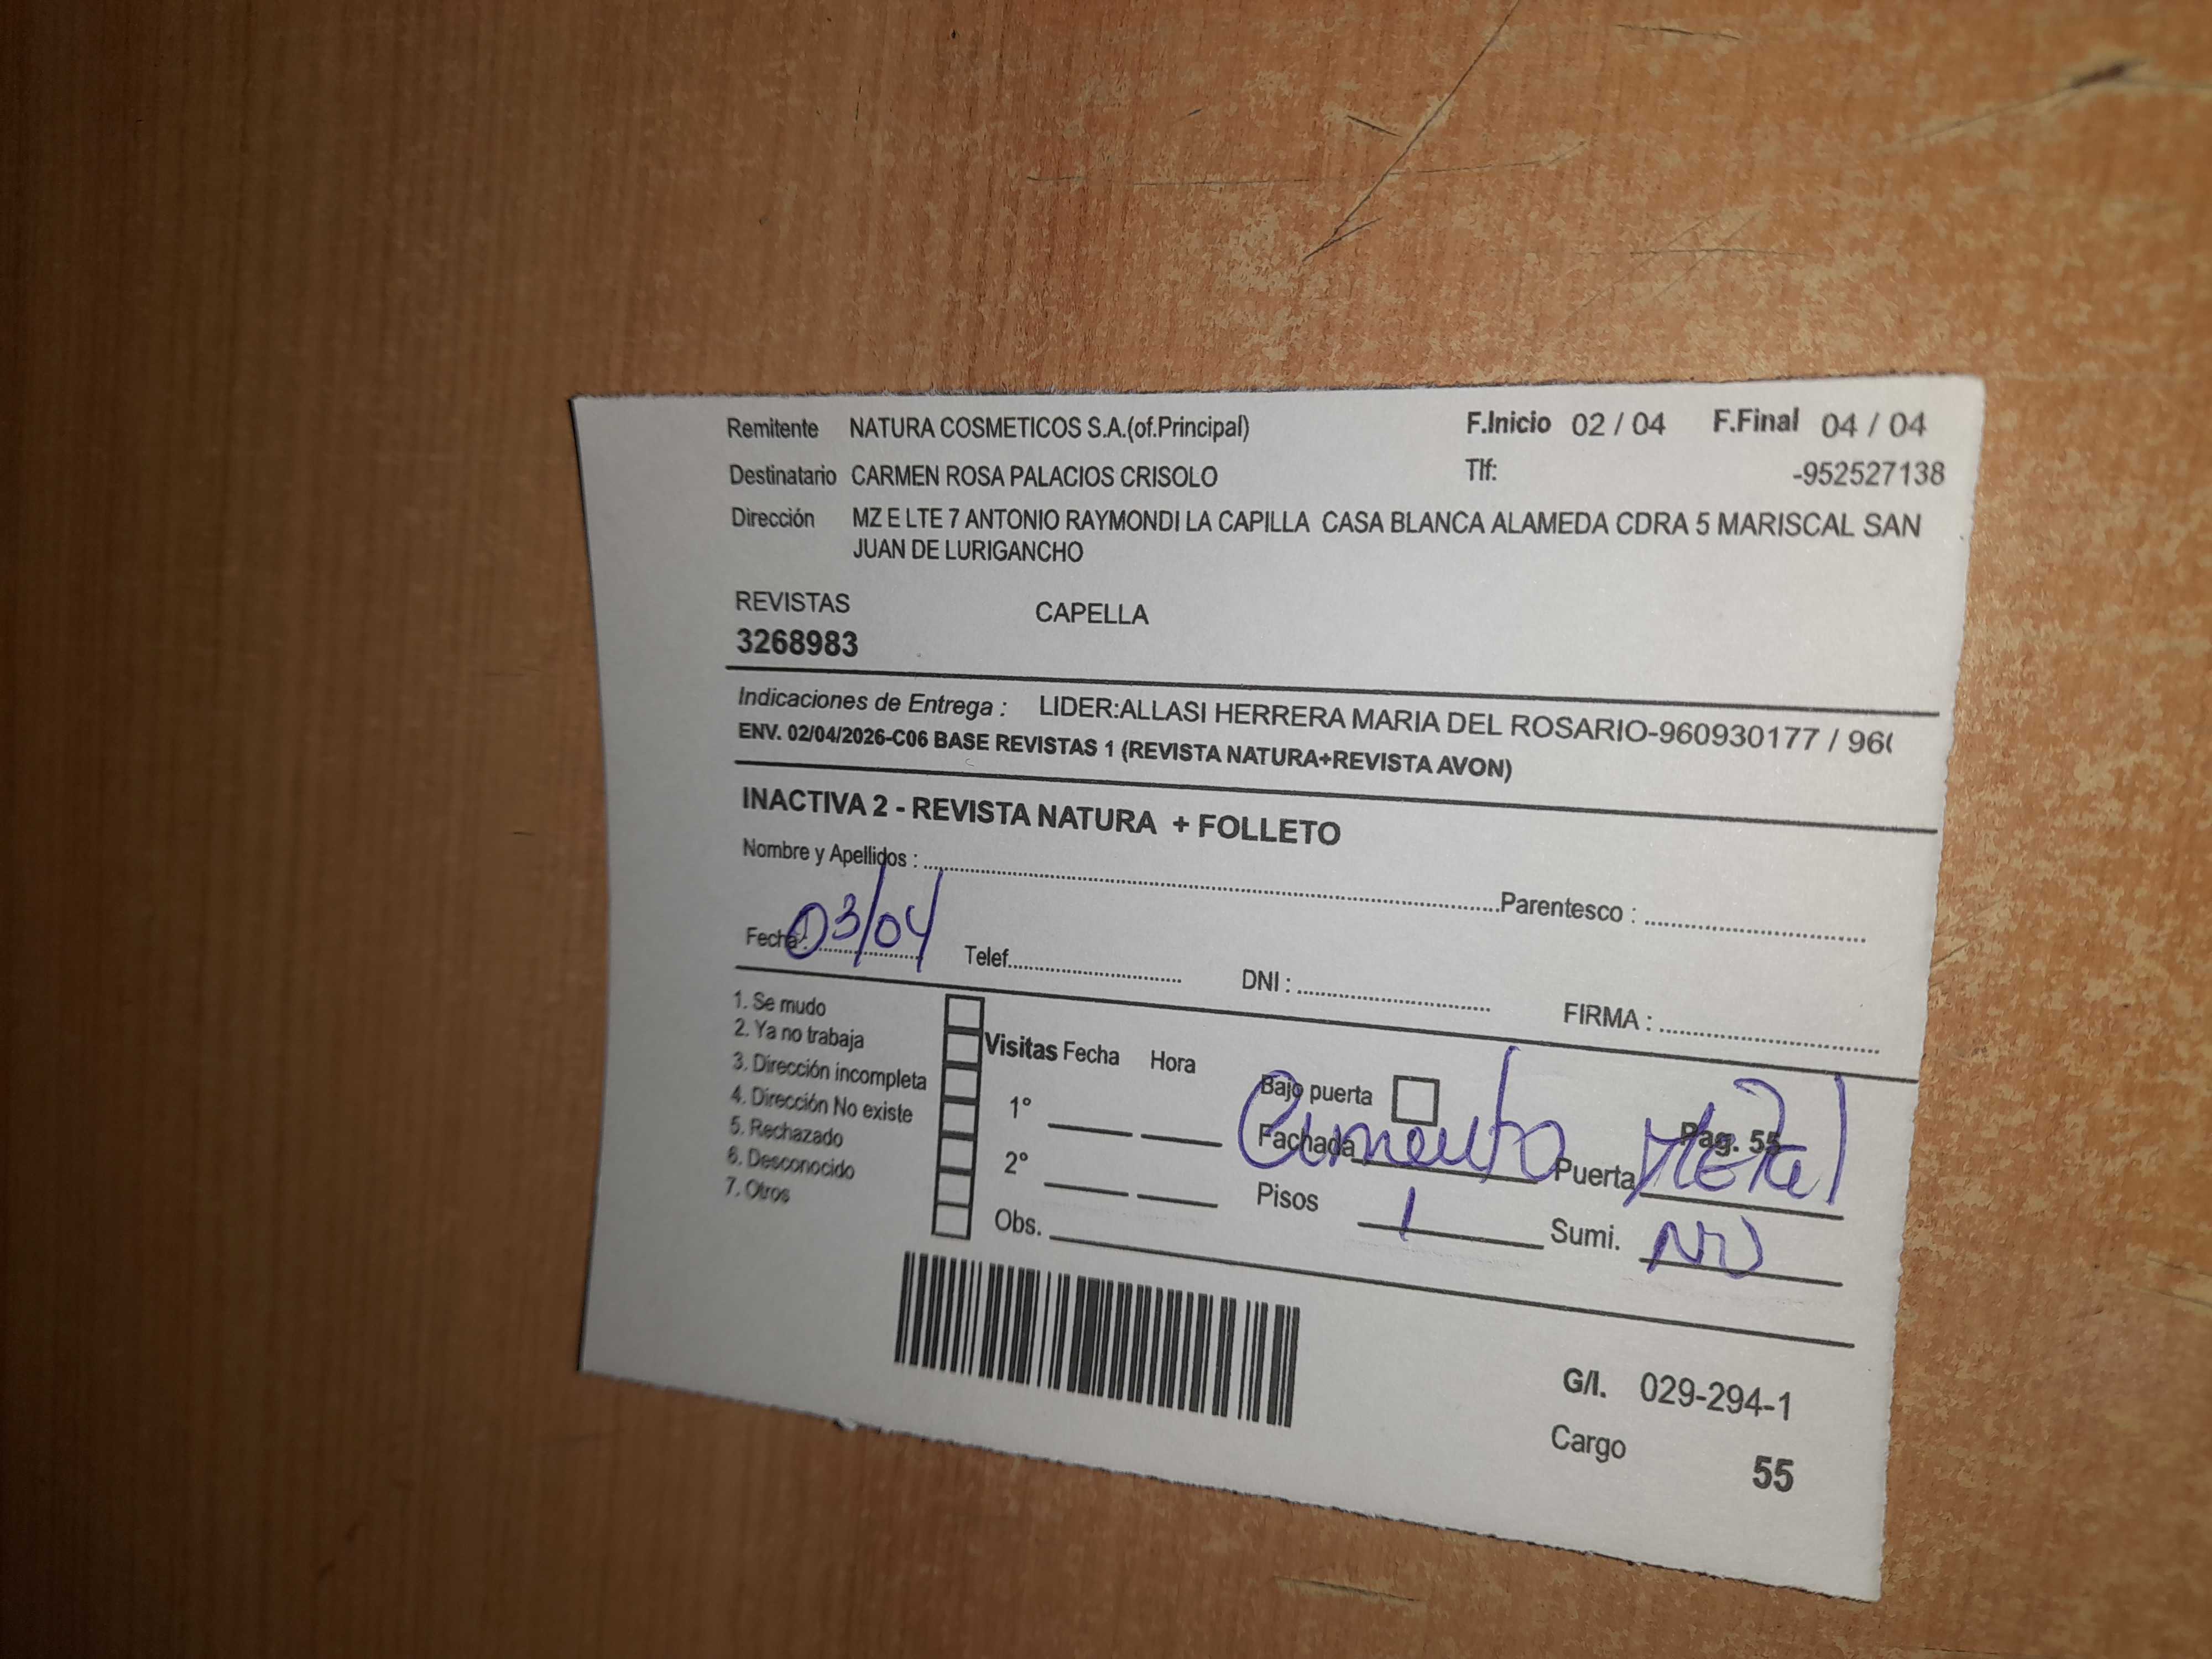 Remitente NATURA COSMETICOS S.A.(of.Principal) F.Inicio 02 / 04 F.Final 04 / 04
Destinatario CARMEN ROSA PALACIOS CRISOLO Tlf: -952527138
Dirección MZ E LTE 7 ANTONIO RAYMONDI LA CAPILLA CASA BLANCA ALAMEDA CDRA 5 MARISCAL SAN
JUAN DE LURIGANCHO
REVISTAS CAPELLA
3268983
Indicaciones de Entrega : LIDER:ALLASI HERRERA MARIA DEL ROSARIO-960930177 / 96(
ENV. 02/04/2026-C06 BASE REVISTAS 1 (REVISTA NATURA+REVISTA AVON)
INACTIVA 2 - REVISTA NATURA + FOLLETO
Nombre y Apellidos : Parentesco :
Fecha : 03/04 Telef. DNI : FIRMA :
1. Se mudo
2. Ya no trabaja
3. Dirección incompleta
4. Dirección No existe
5. Rechazado
6. Desconocido
7. Otros
Visitas Fecha Hora
1°
2°
Obs.
Bajo puerta
Pag. 55
Fachada Cemento Puerta Metal
Pisos 1 Sumi. NO
G/I. 029-294-1
Cargo 55